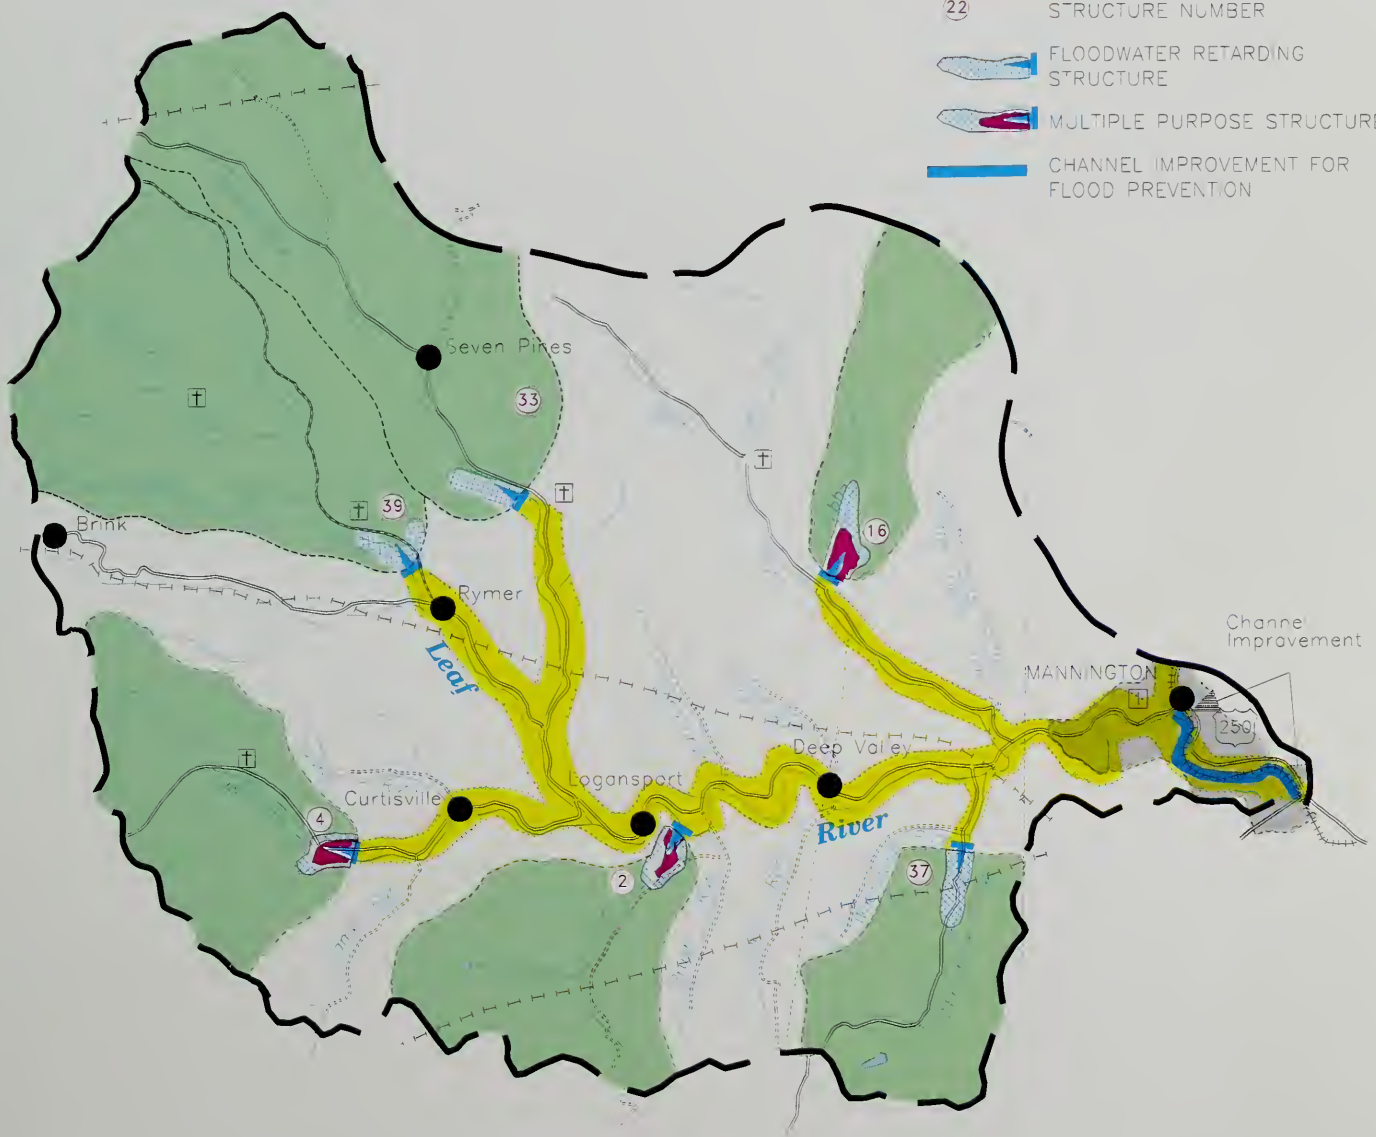 22 STRUCTURE NUMBER
FLOODWATER RETARDING
STRUCTURE
MULTIPLE PURPOSE STRUCTURE
CHANNEL IMPROVEMENT FOR
FLOOD PREVENTION
Seven Pines
33
39
Brink
16
Rymer
Leaf
Channel
Improvement
MANNINGTON
250
Deep Valley
Logansport
Curtisville
River
4
2
37